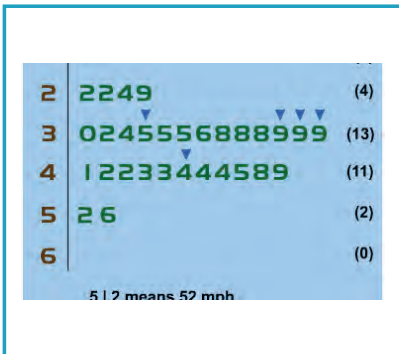 2 | 2249 (4)
3 | 0245556888999 (13)
4 | 12233444589 (11)
5 | 26 (2)
6 | (0)
5 | 2 means 52 mph